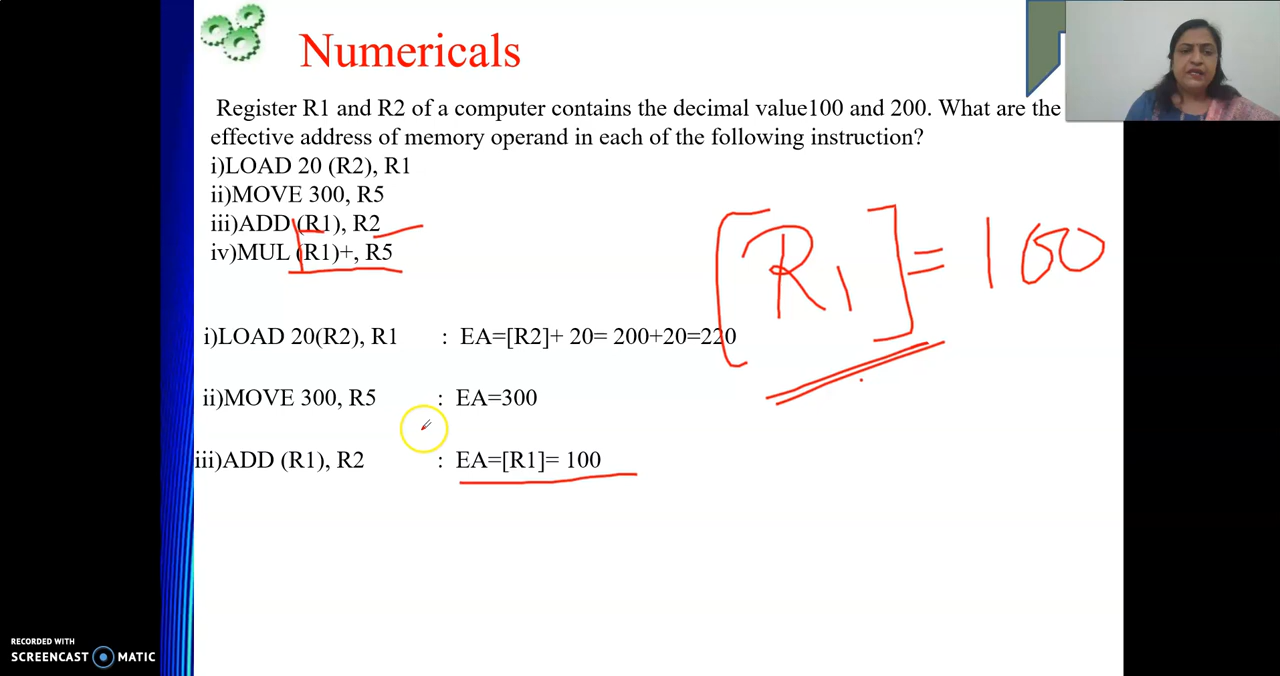 Numericals
Register R1 and R2 of a computer contains the decimal value100 and 200. What are the
effective address of memory operand in each of the following instruction?
i)LOAD 20 (R2), R1
ii)MOVE 300, R5
iii)ADD (R1), R2
iv)MUL (R1)+, R5
[R1] = 100
i)LOAD 20(R2), R1 : EA=[R2]+ 20= 200+20=220
ii)MOVE 300, R5 : EA=300
iii)ADD (R1), R2 : EA=[R1]= 100
RECORDED WITH
SCREENCAST MATIC